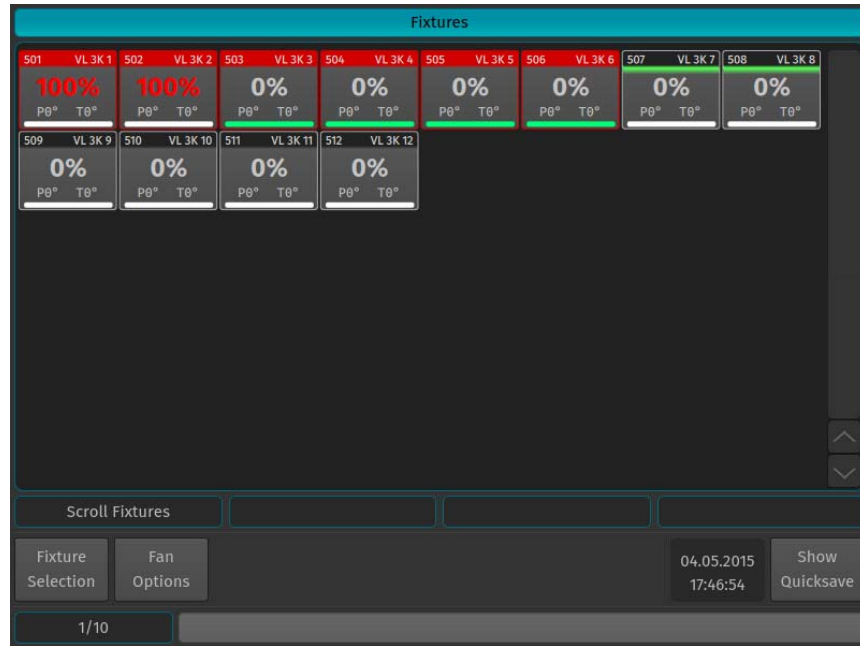 Fixtures
501 VL 3K 1 502 VL 3K 2 503 VL 3K 3 504 VL 3K 4 505 VL 3K 5 506 VL 3K 6 507 VL 3K 7 508 VL 3K 8
100% 100% 0% 0% 0% 0% 0% 0%
P0° T0° P0° T0° P0° T0° P0° T0° P0° T0° P0° T0° P0° T0° P0° T0°
509 VL 3K 9 510 VL 3K 10 511 VL 3K 11 512 VL 3K 12
0% 0% 0% 0%
P0° T0° P0° T0° P0° T0° P0° T0°
Scroll Fixtures
Fixture Selection
Fan Options
04.05.2015
17:46:54
Show Quicksave
1/10